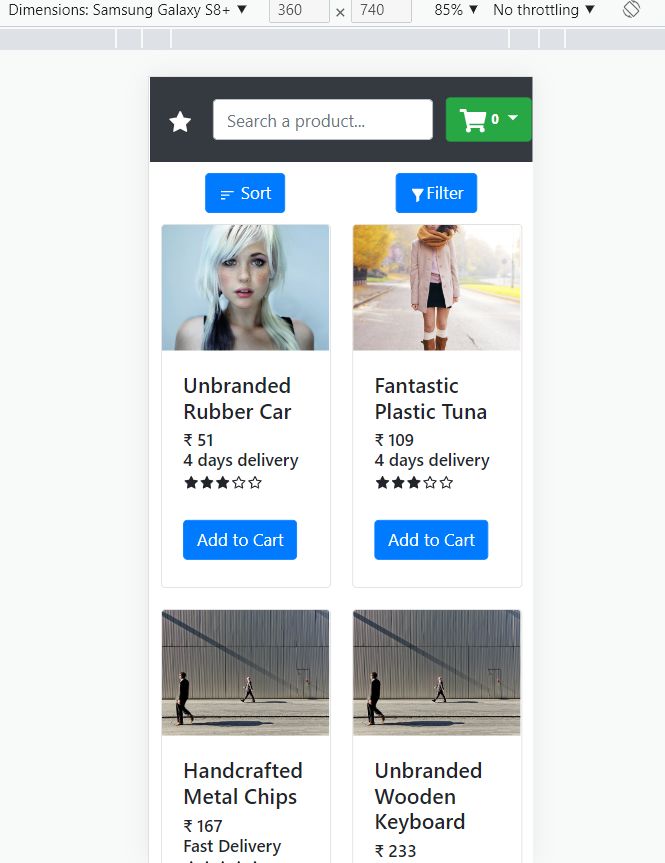 Dimensions: Samsung Galaxy S8+ ▼ 360 × 740 85% ▼ No throttling ▼
Search a product... 0
Sort Filter
Unbranded
Rubber Car
₹ 51
4 days delivery
Add to Cart
Fantastic
Plastic Tuna
₹ 109
4 days delivery
Add to Cart
Handcrafted
Metal Chips
₹ 167
Fast Delivery
Unbranded
Wooden
Keyboard
₹ 233